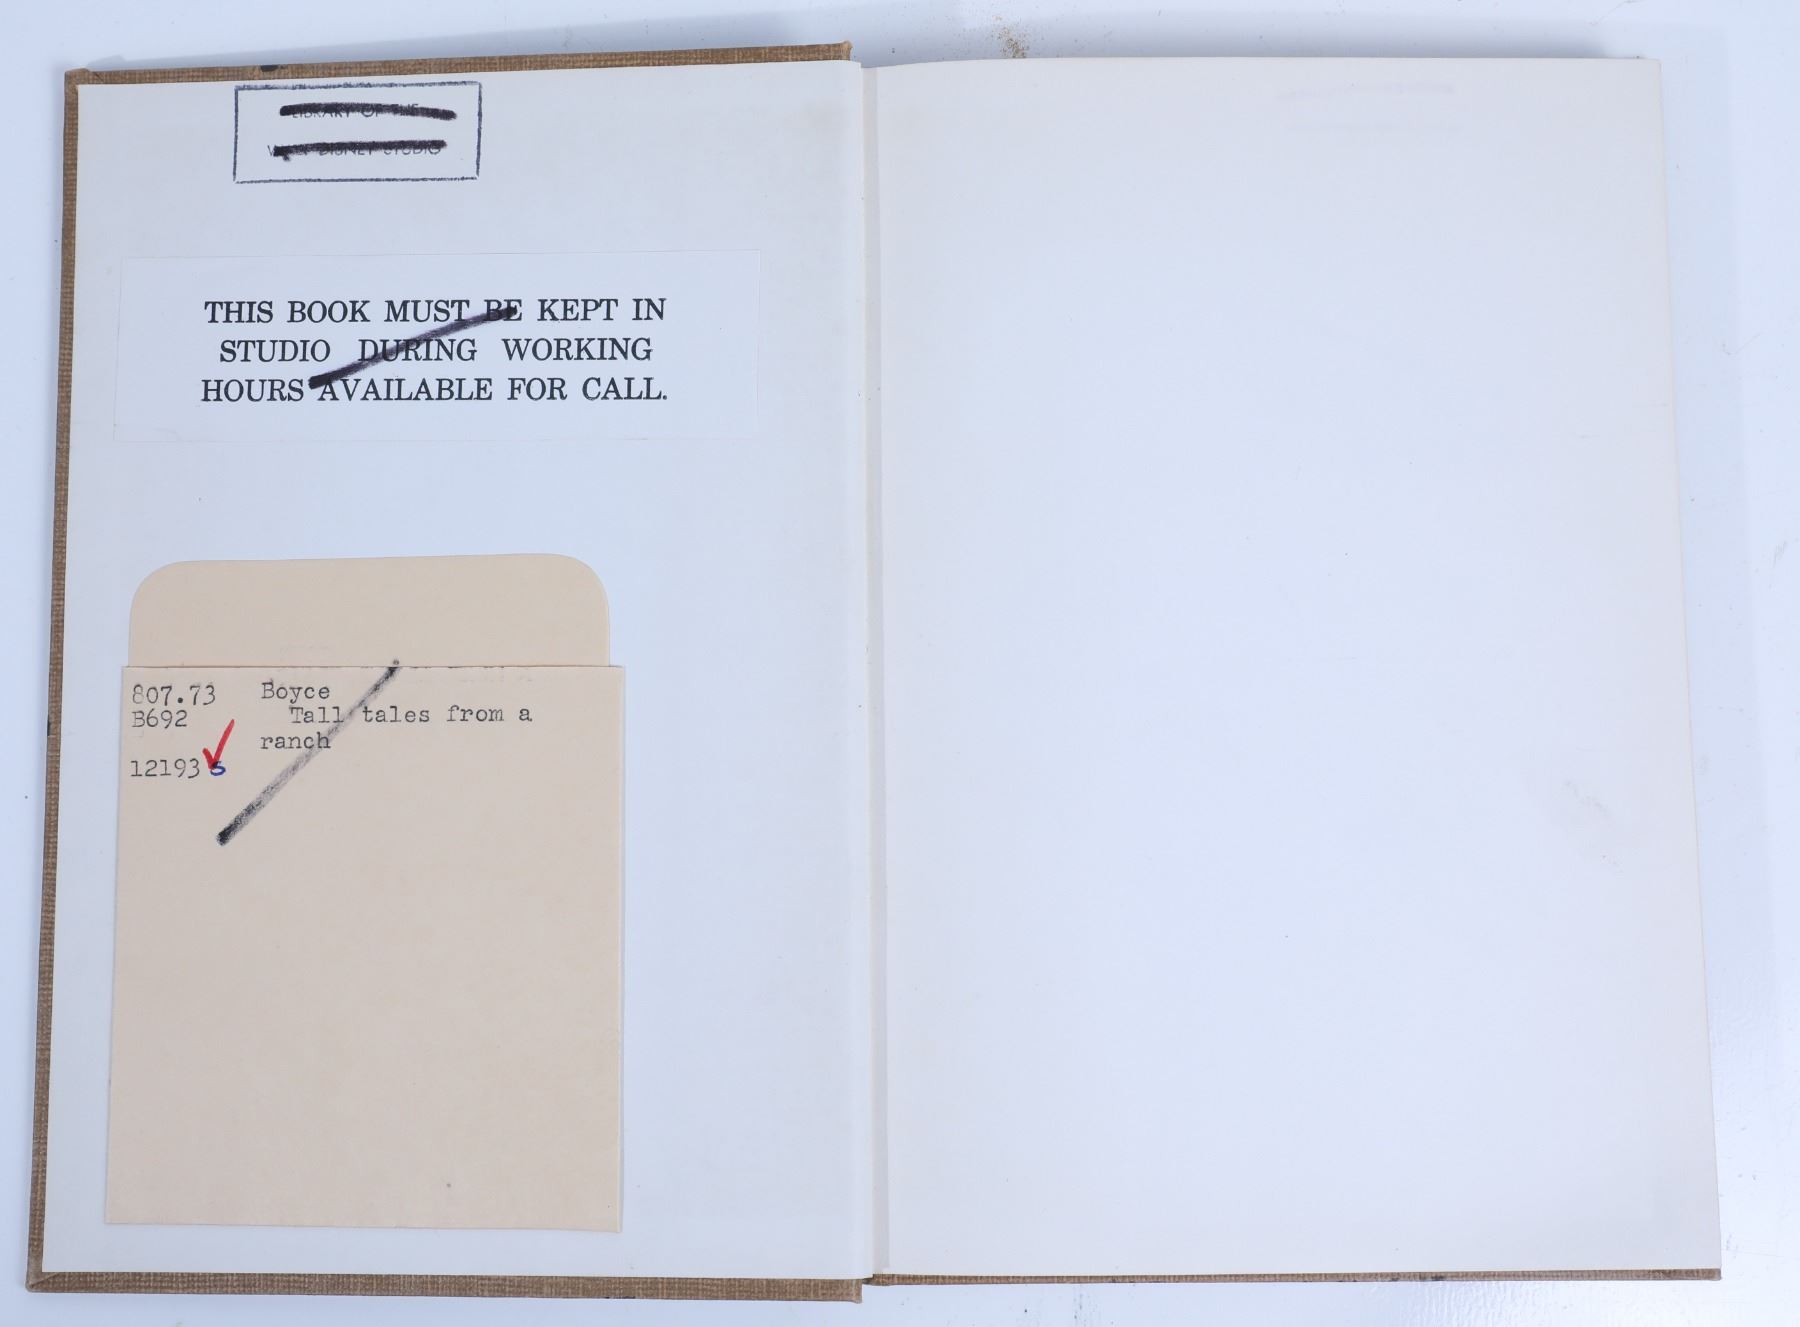 LIBRARY OF THE
WALT DISNEY STUDIO
THIS BOOK MUST BE KEPT IN
STUDIO DURING WORKING
HOURS AVAILABLE FOR CALL.
807.73 Boyce
B692 Tall tales from a
ranch
12193 s